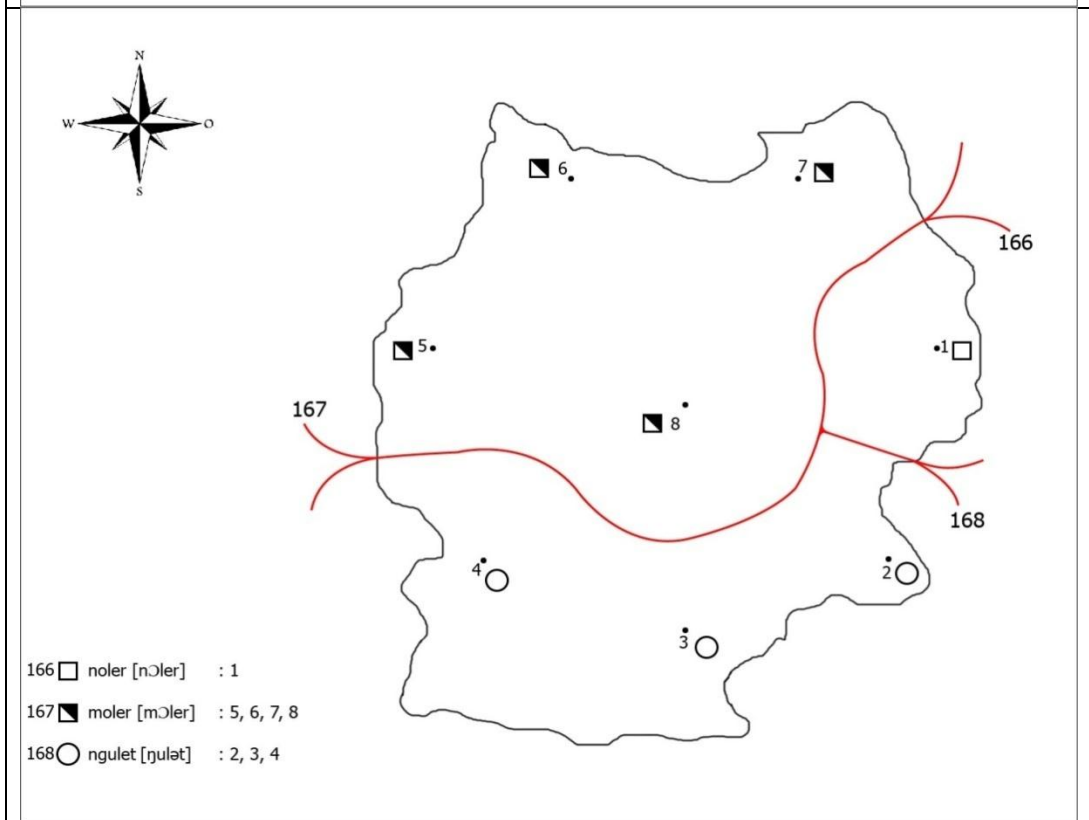 N
W O
S
6 7
166
5 1
167
8
168
4 2
3
166 noler [nɔler] : 1
167 moler [mɔler] : 5, 6, 7, 8
168 ngulet [ŋulət] : 2, 3, 4